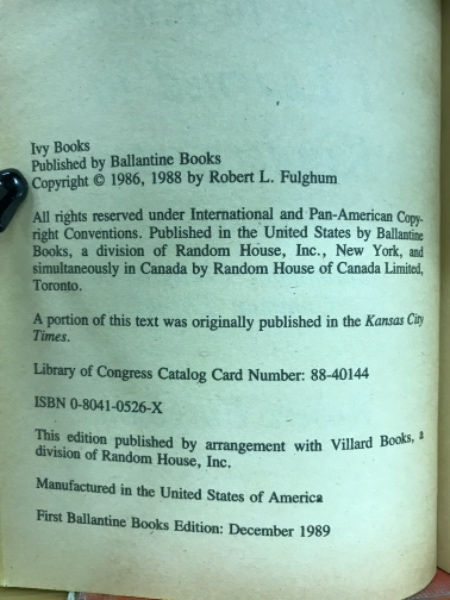 Ivy Books
Published by Ballantine Books
Copyright © 1986, 1988 by Robert L. Fulghum
All rights reserved under International and Pan-American Copy-
right Conventions. Published in the United States by Ballantine
Books, a division of Random House, Inc., New York, and
simultaneously in Canada by Random House of Canada Limited,
Toronto.
A portion of this text was originally published in the Kansas City
Times.
Library of Congress Catalog Card Number: 88-40144
ISBN 0-8041-0526-X
This edition published by arrangement with Villard Books, a
division of Random House, Inc.
Manufactured in the United States of America
First Ballantine Books Edition: December 1989